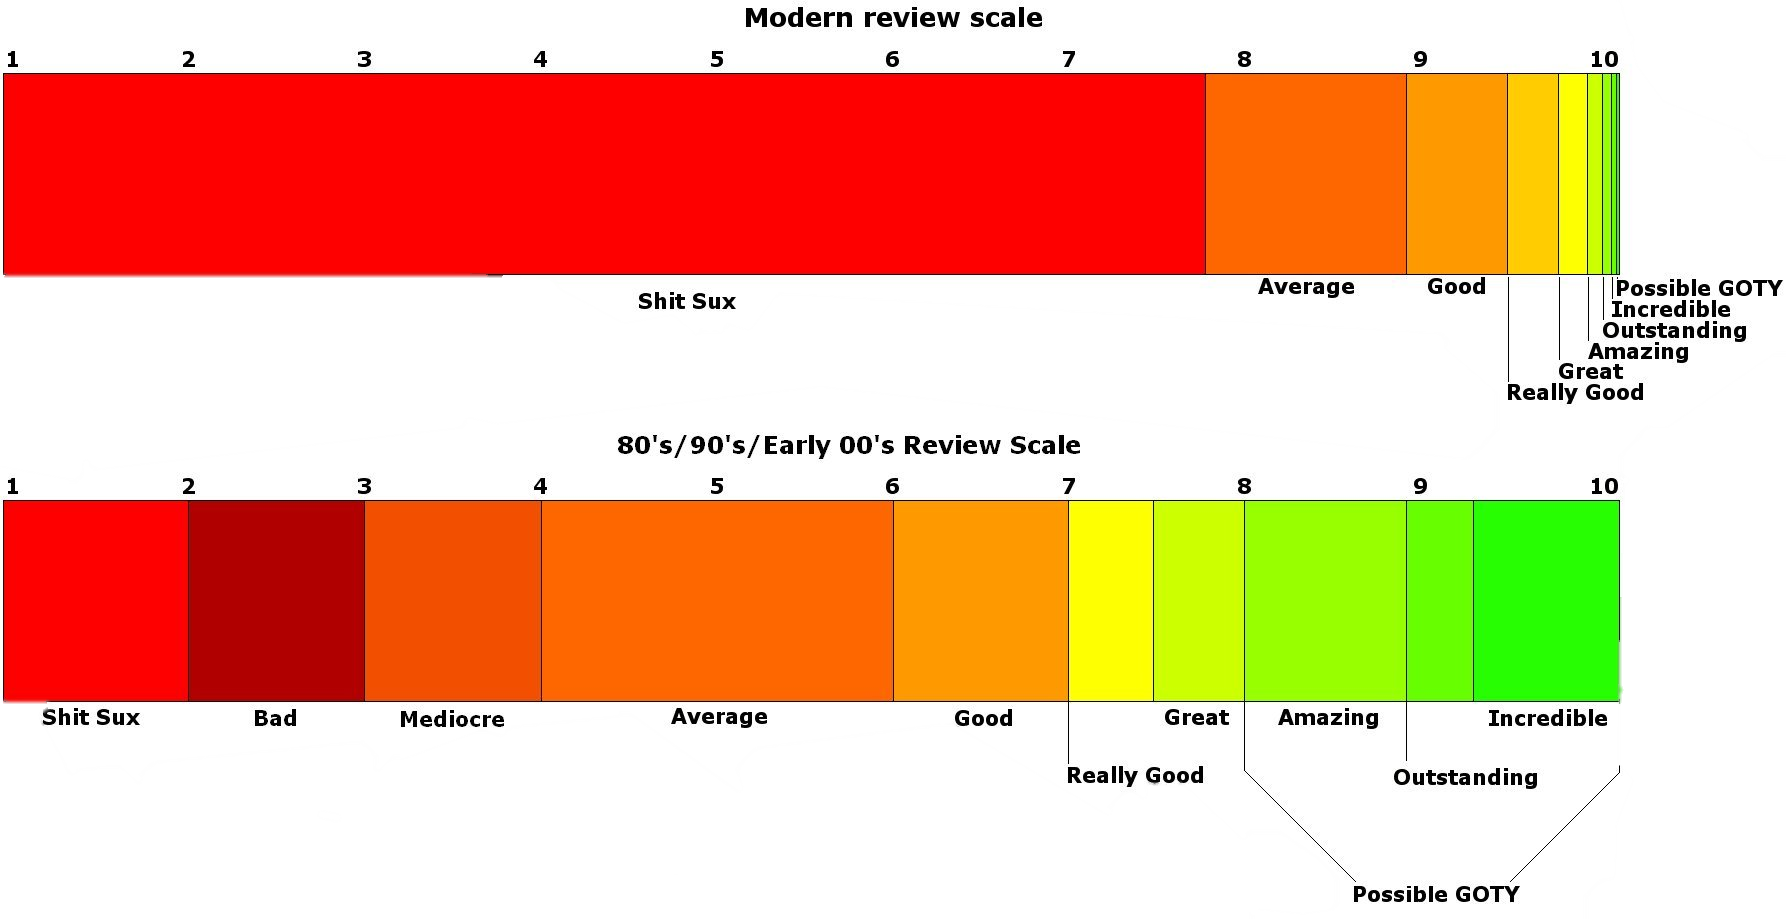 Modern review scale
1 2 3 4 5 6 7 8 9 10
Shit Sux
Average
Good
Possible GOTY
Incredible
Outstanding
Amazing
Great
Really Good
80's/90's/Early 00's Review Scale
1 2 3 4 5 6 7 8 9 10
Shit Sux
Bad
Mediocre
Average
Good
Great
Amazing
Incredible
Really Good
Outstanding
Possible GOTY